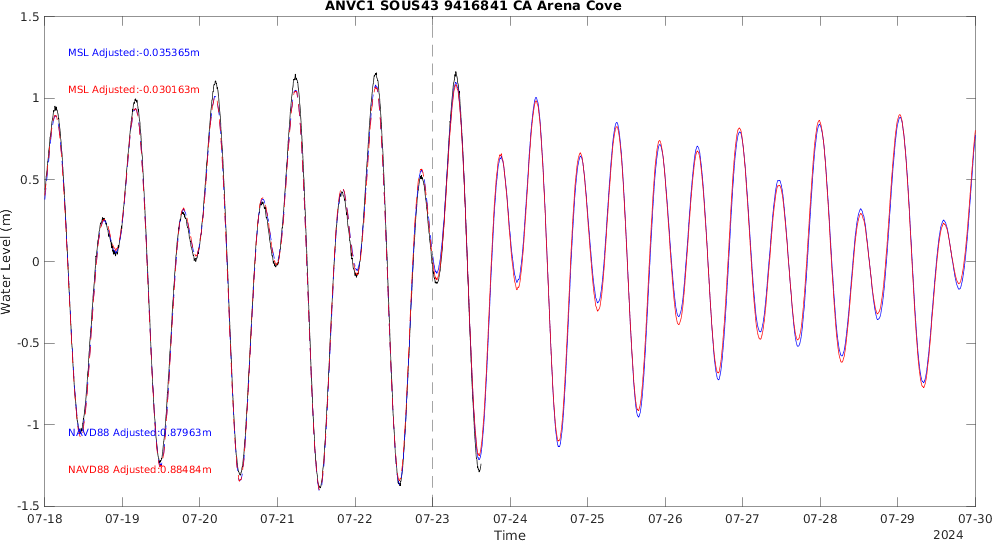 ANVC1 SOUS43 9416841 CA Arena Cove
1.5
MSL Adjusted:-0.035365m
MSL Adjusted:-0.030163m
1
0.5
0
-0.5
-1
-1.5
Water Level (m)
NAVD88 Adjusted:0.87963m
NAVD88 Adjusted:0.88484m
07-18 07-19 07-20 07-21 07-22 07-23 07-24 07-25 07-26 07-27 07-28 07-29 07-30
Time
2024